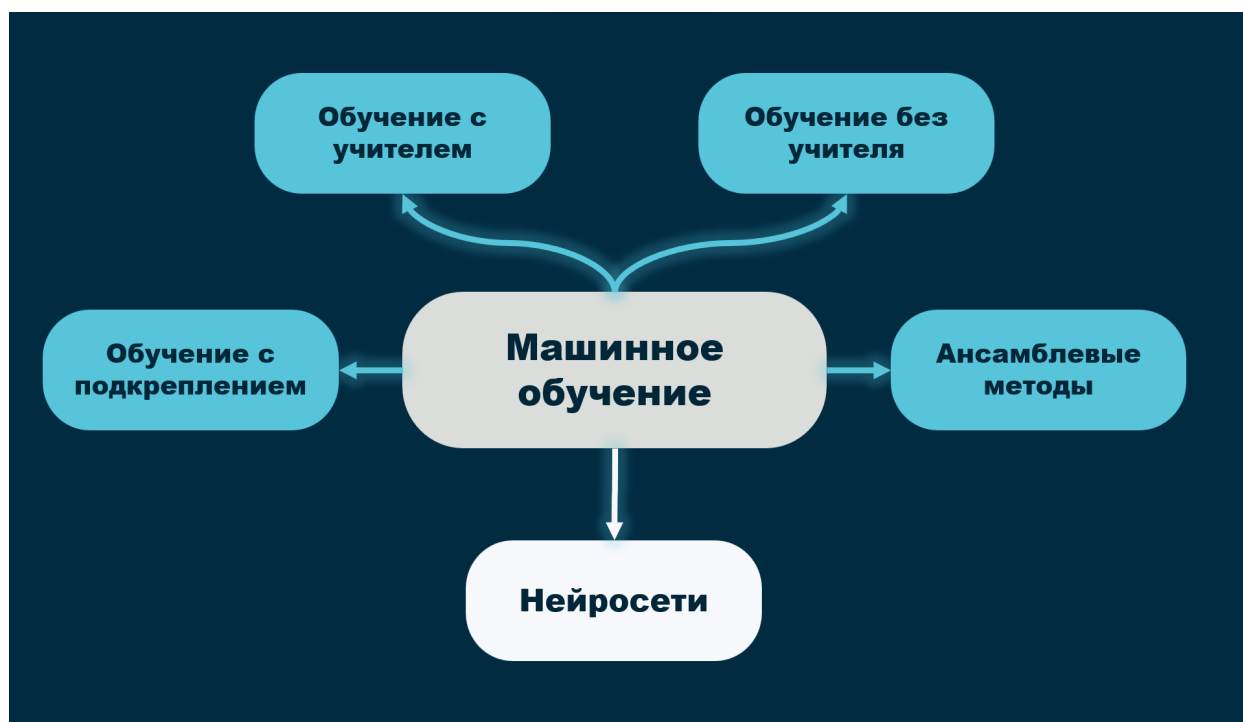 Обучение с
учителем
Обучение без
учителя
Обучение с
подкреплением
Машинное
обучение
Ансамблевые
методы
Нейросети